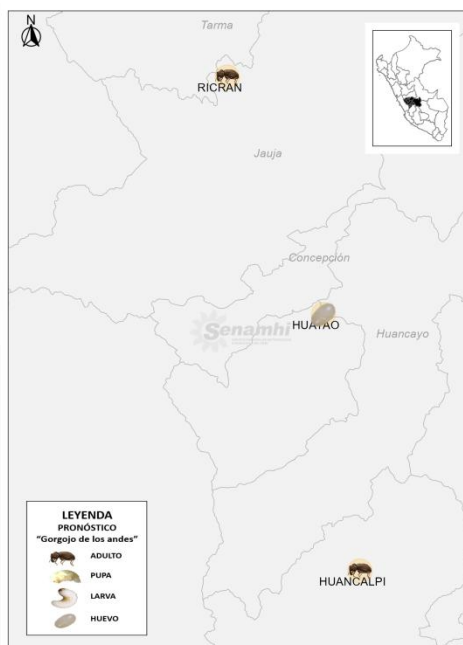 N
Tarma
RICRAN
Jauja
Concepción
Senamhi
HUAYAO
Huancayo
LEYENDA
PRONÓSTICO
“Gorgojo de los andes”
ADULTO
PUPA
LARVA
HUEVO
HUANCALPI